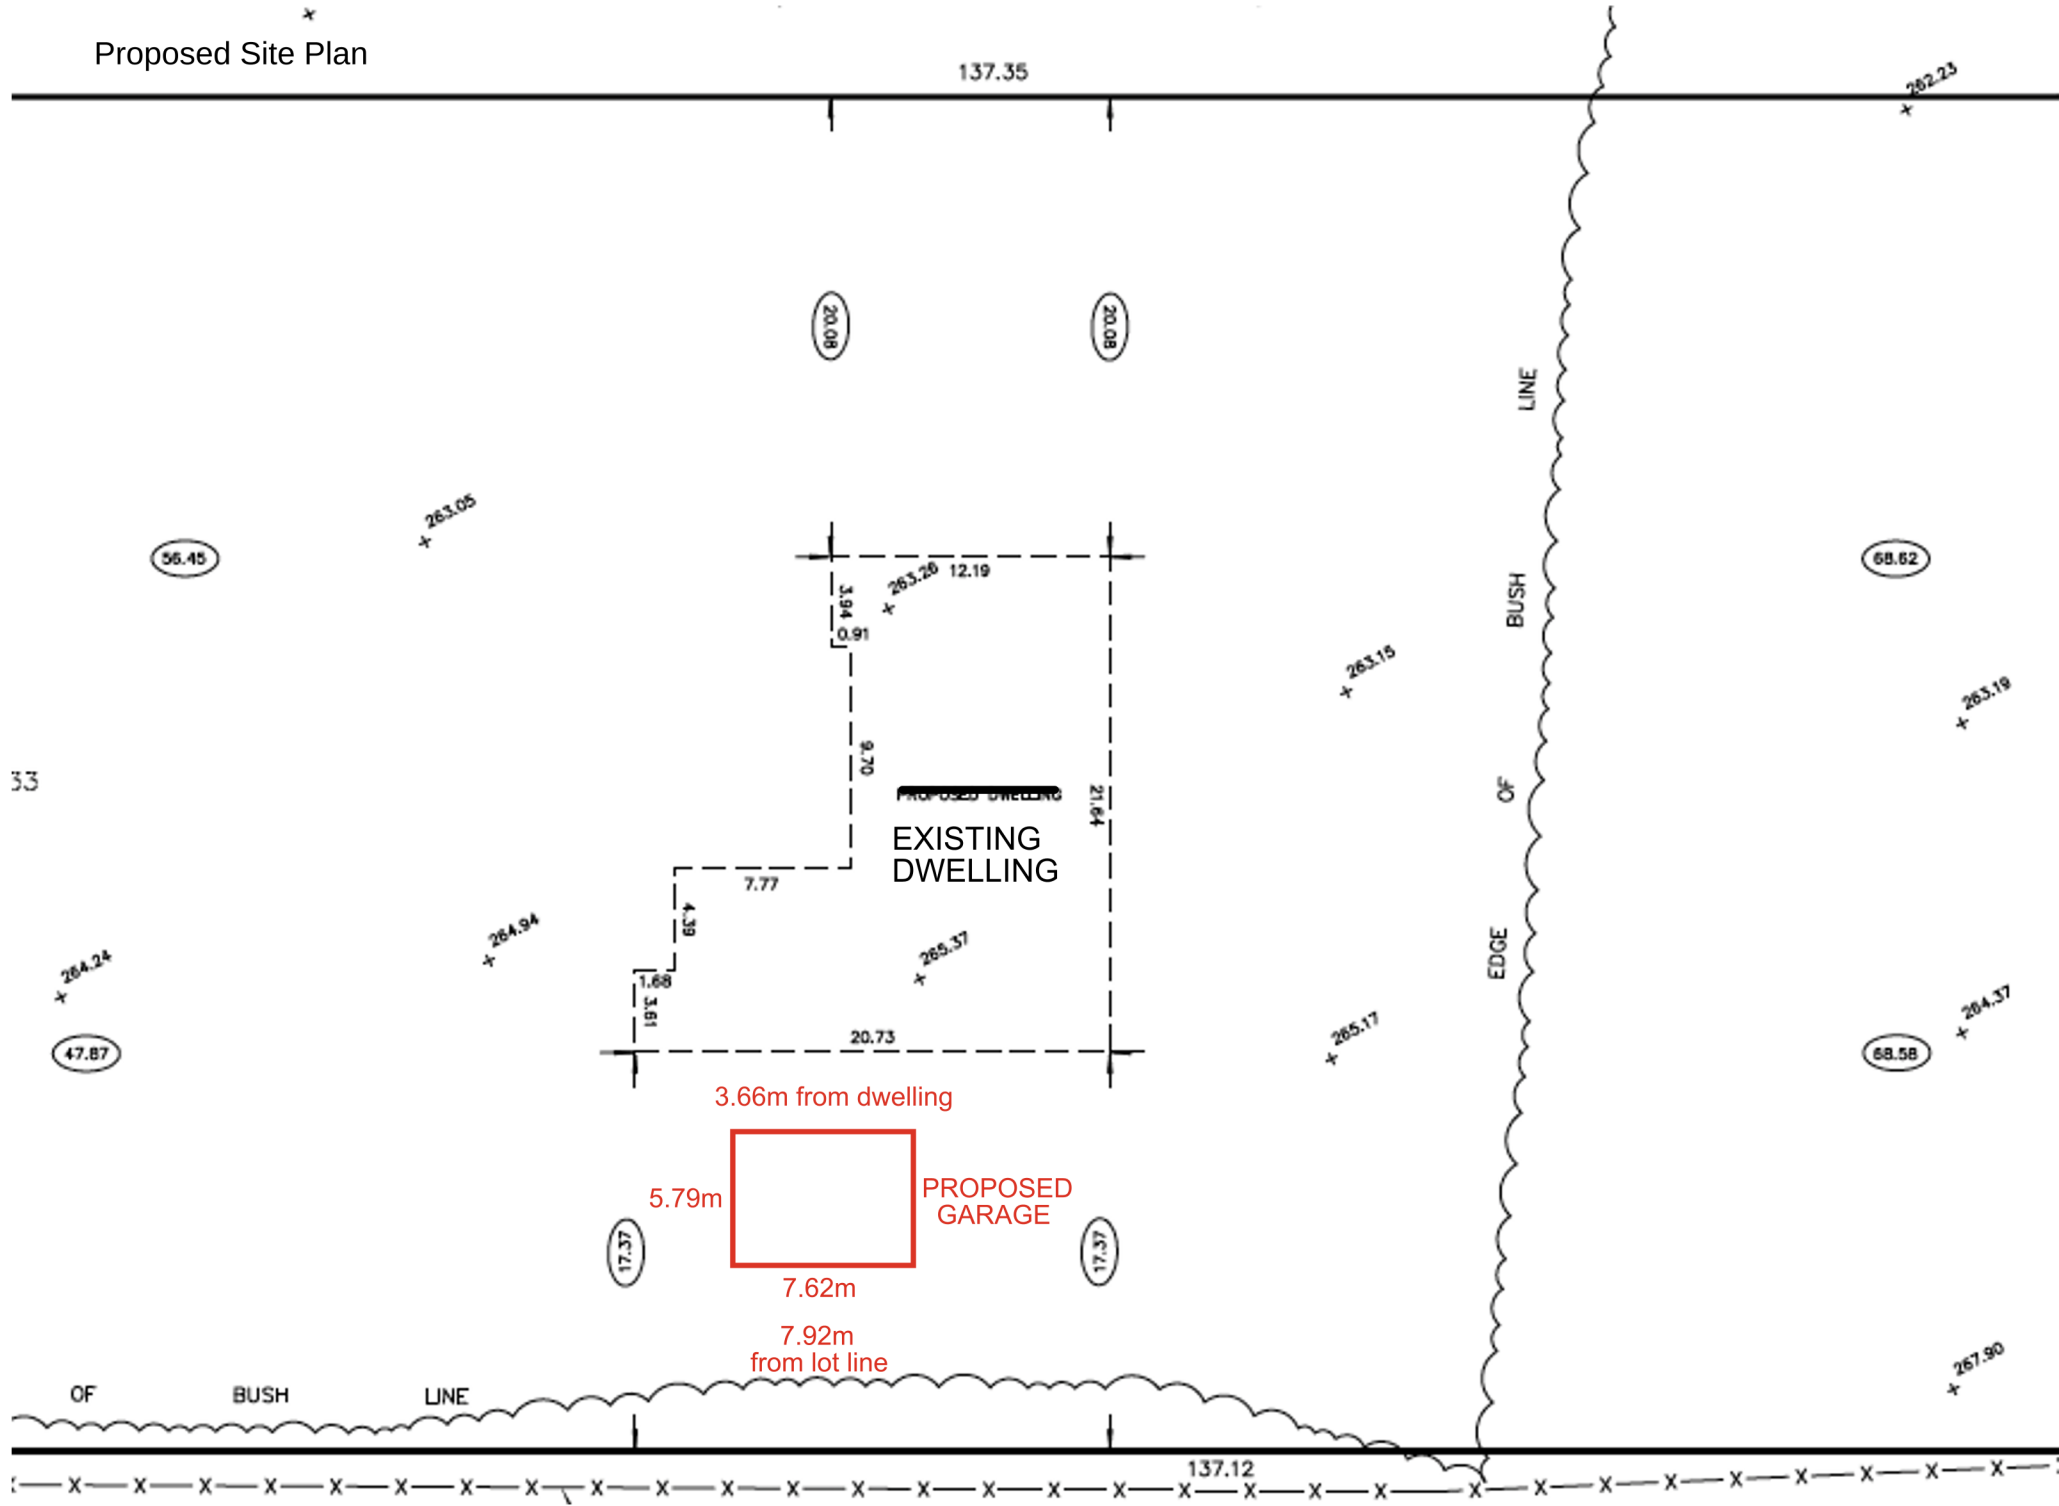 Proposed Site Plan
137.35
262.23
20.08
20.08
LINE
263.05
56.45
263.26
12.19
68.62
3.94
0.91
BUSH
263.15
263.19
9.70
33
PROPOSED DWELLING
21.64
OF
EXISTING
DWELLING
7.77
4.39
264.94
265.37
EDGE
264.24
1.68
3.61
264.37
265.17
20.73
47.87
68.58
3.66m from dwelling
5.79m
PROPOSED
GARAGE
17.37
17.37
7.62m
7.92m
from lot line
267.90
OF BUSH LINE
137.12